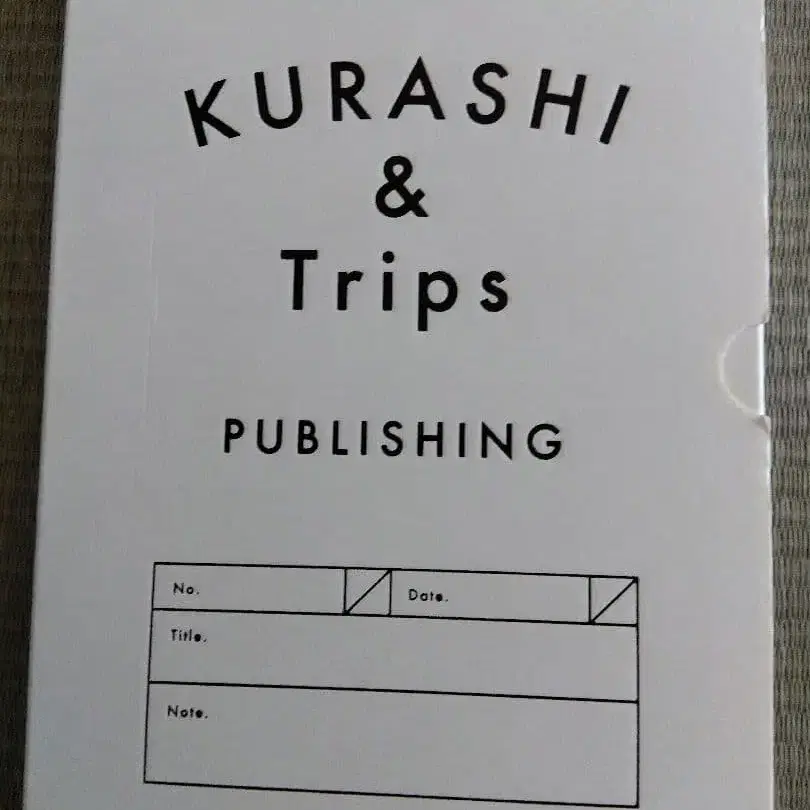 KURASHI
&
Trips
PUBLISHING
No. Date.
Title.
Note.